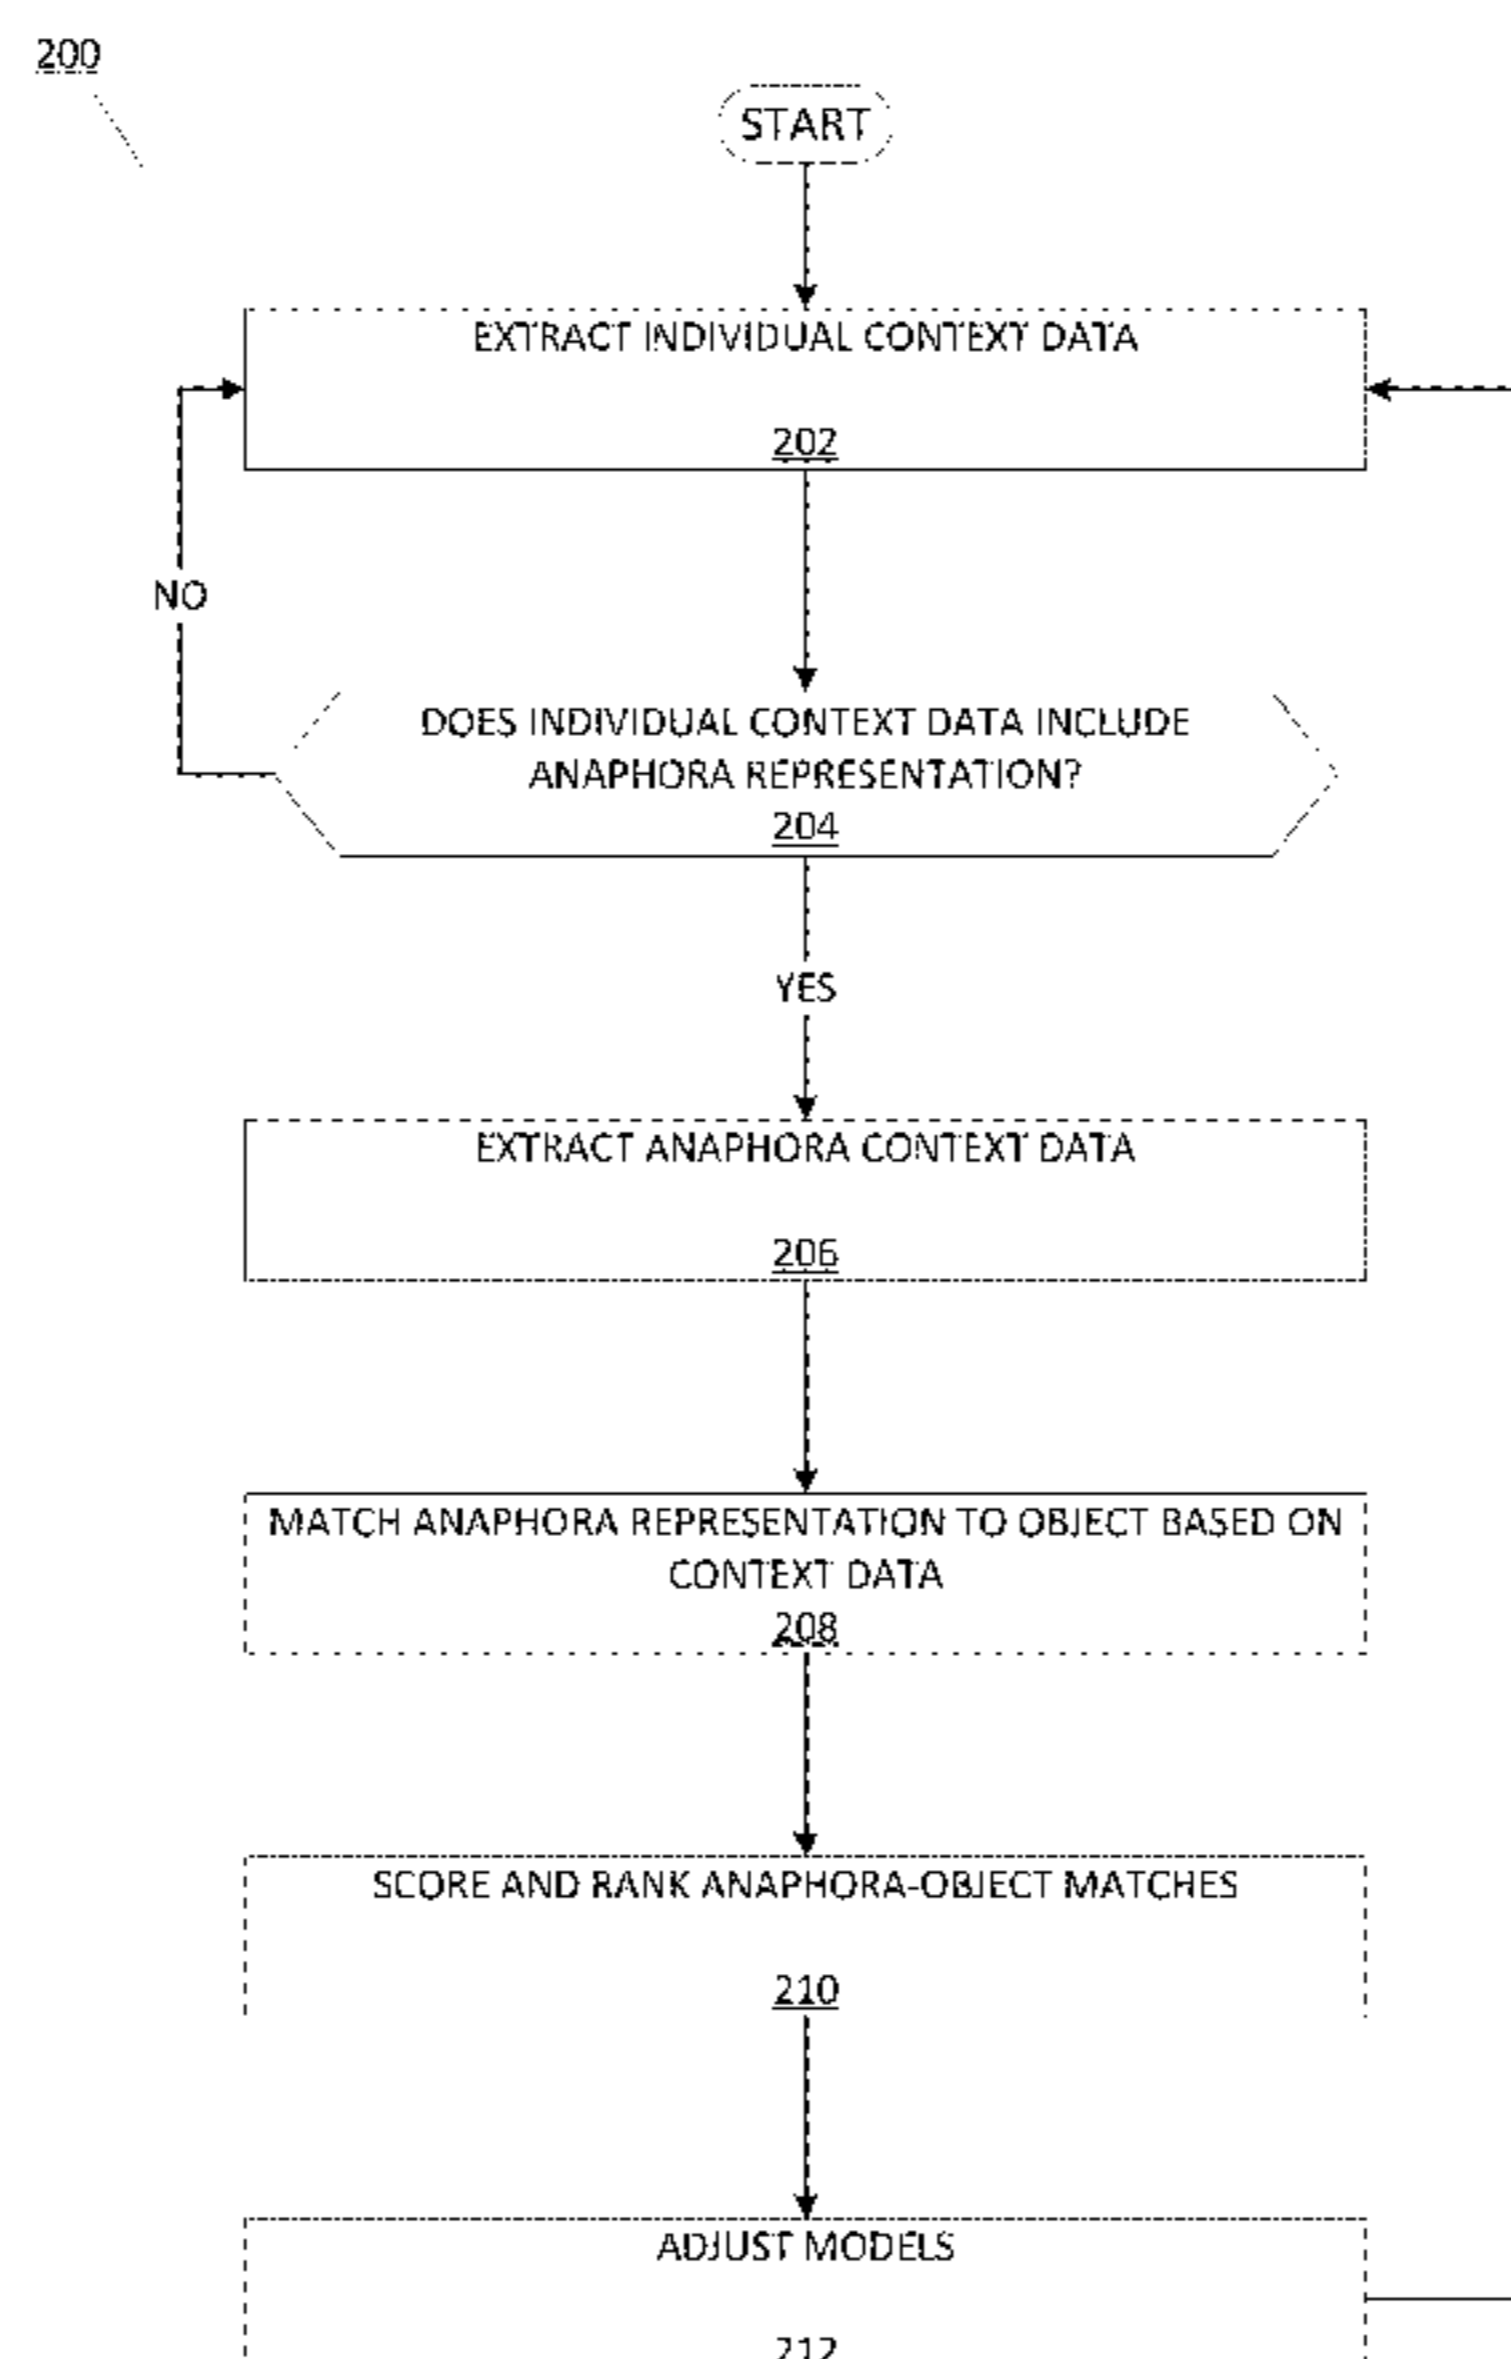 200
START
EXTRACT INDIVIDUAL CONTEXT DATA
202
NO
DOES INDIVIDUAL CONTEXT DATA INCLUDE
ANAPHORA REPRESENTATION?
204
YES
EXTRACT ANAPHORA CONTEXT DATA
206
MATCH ANAPHORA REPRESENTATION TO OBJECT BASED ON
CONTEXT DATA
208
SCORE AND RANK ANAPHORA-OBJECT MATCHES
210
ADJUST MODELS
212